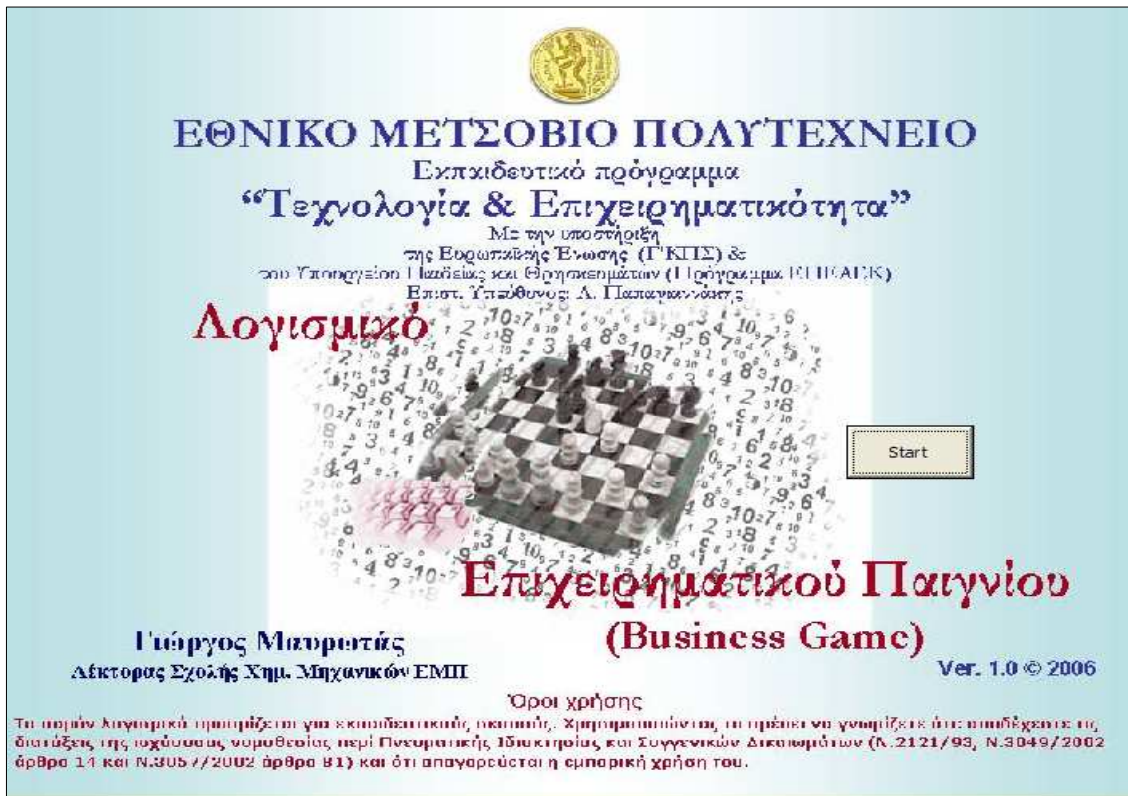 ΕΘΝΙΚΟ ΜΕΤΣΟΒΙΟ ΠΟΛΥΤΕΧΝΕΙΟ
Εκπαιδευτικό πρόγραμμα
“Τεχνολογία & Επιχειρηματικότητα”
Με την υποστήριξη
της Ευρωπαϊκής Ένωσης (Γ'ΚΠΣ) &
του Υπουργείου Παιδείας και Θρησκευμάτων (Πρόγραμμα ΕΠΕΑΕΚ)
Επιστ. Υπεύθυνος: Λ. Παπαγιαννάκης
Λογισμικό
Start
Επιχειρηματικού Παιγνίου
(Business Game)
Γιώργος Μαυρωτάς
Λέκτορας Σχολής Χημ. Μηχανικών ΕΜΠ
Ver. 1.0 © 2006
Όροι χρήσης
Το παρόν λογισμικό προορίζεται για εκπαιδευτικούς σκοπούς. Χρησιμοποιώντας το πρέπει να γνωρίζετε ότι αποδέχεστε τις
διατάξεις της ισχύουσας νομοθεσίας περί Πνευματικής Ιδιοκτησίας και Συγγενικών Δικαιωμάτων (Ν.2121/93, Ν.3049/2002
άρθρο 14 και Ν.3057/2002 άρθρο 81) και ότι απαγορεύεται η εμπορική χρήση του.